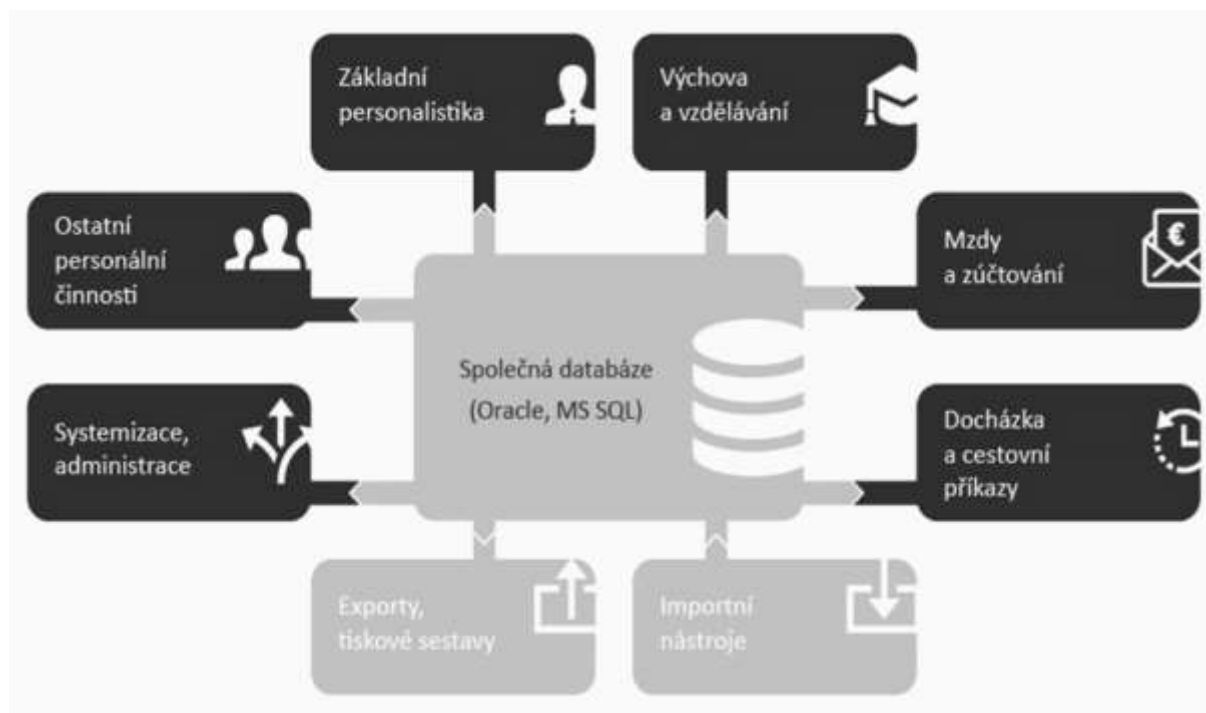 Základní
personalistika
Výchova
a vzdělávání
Ostatní
personální
činnosti
Mzdy
a zúčtování
€
Společná databáze
(Oracle, MS SQL)
Systemizace,
administrace
Docházka
a cestovní
příkazy
Exporty,
tiskové sestavy
Importní
nástroje